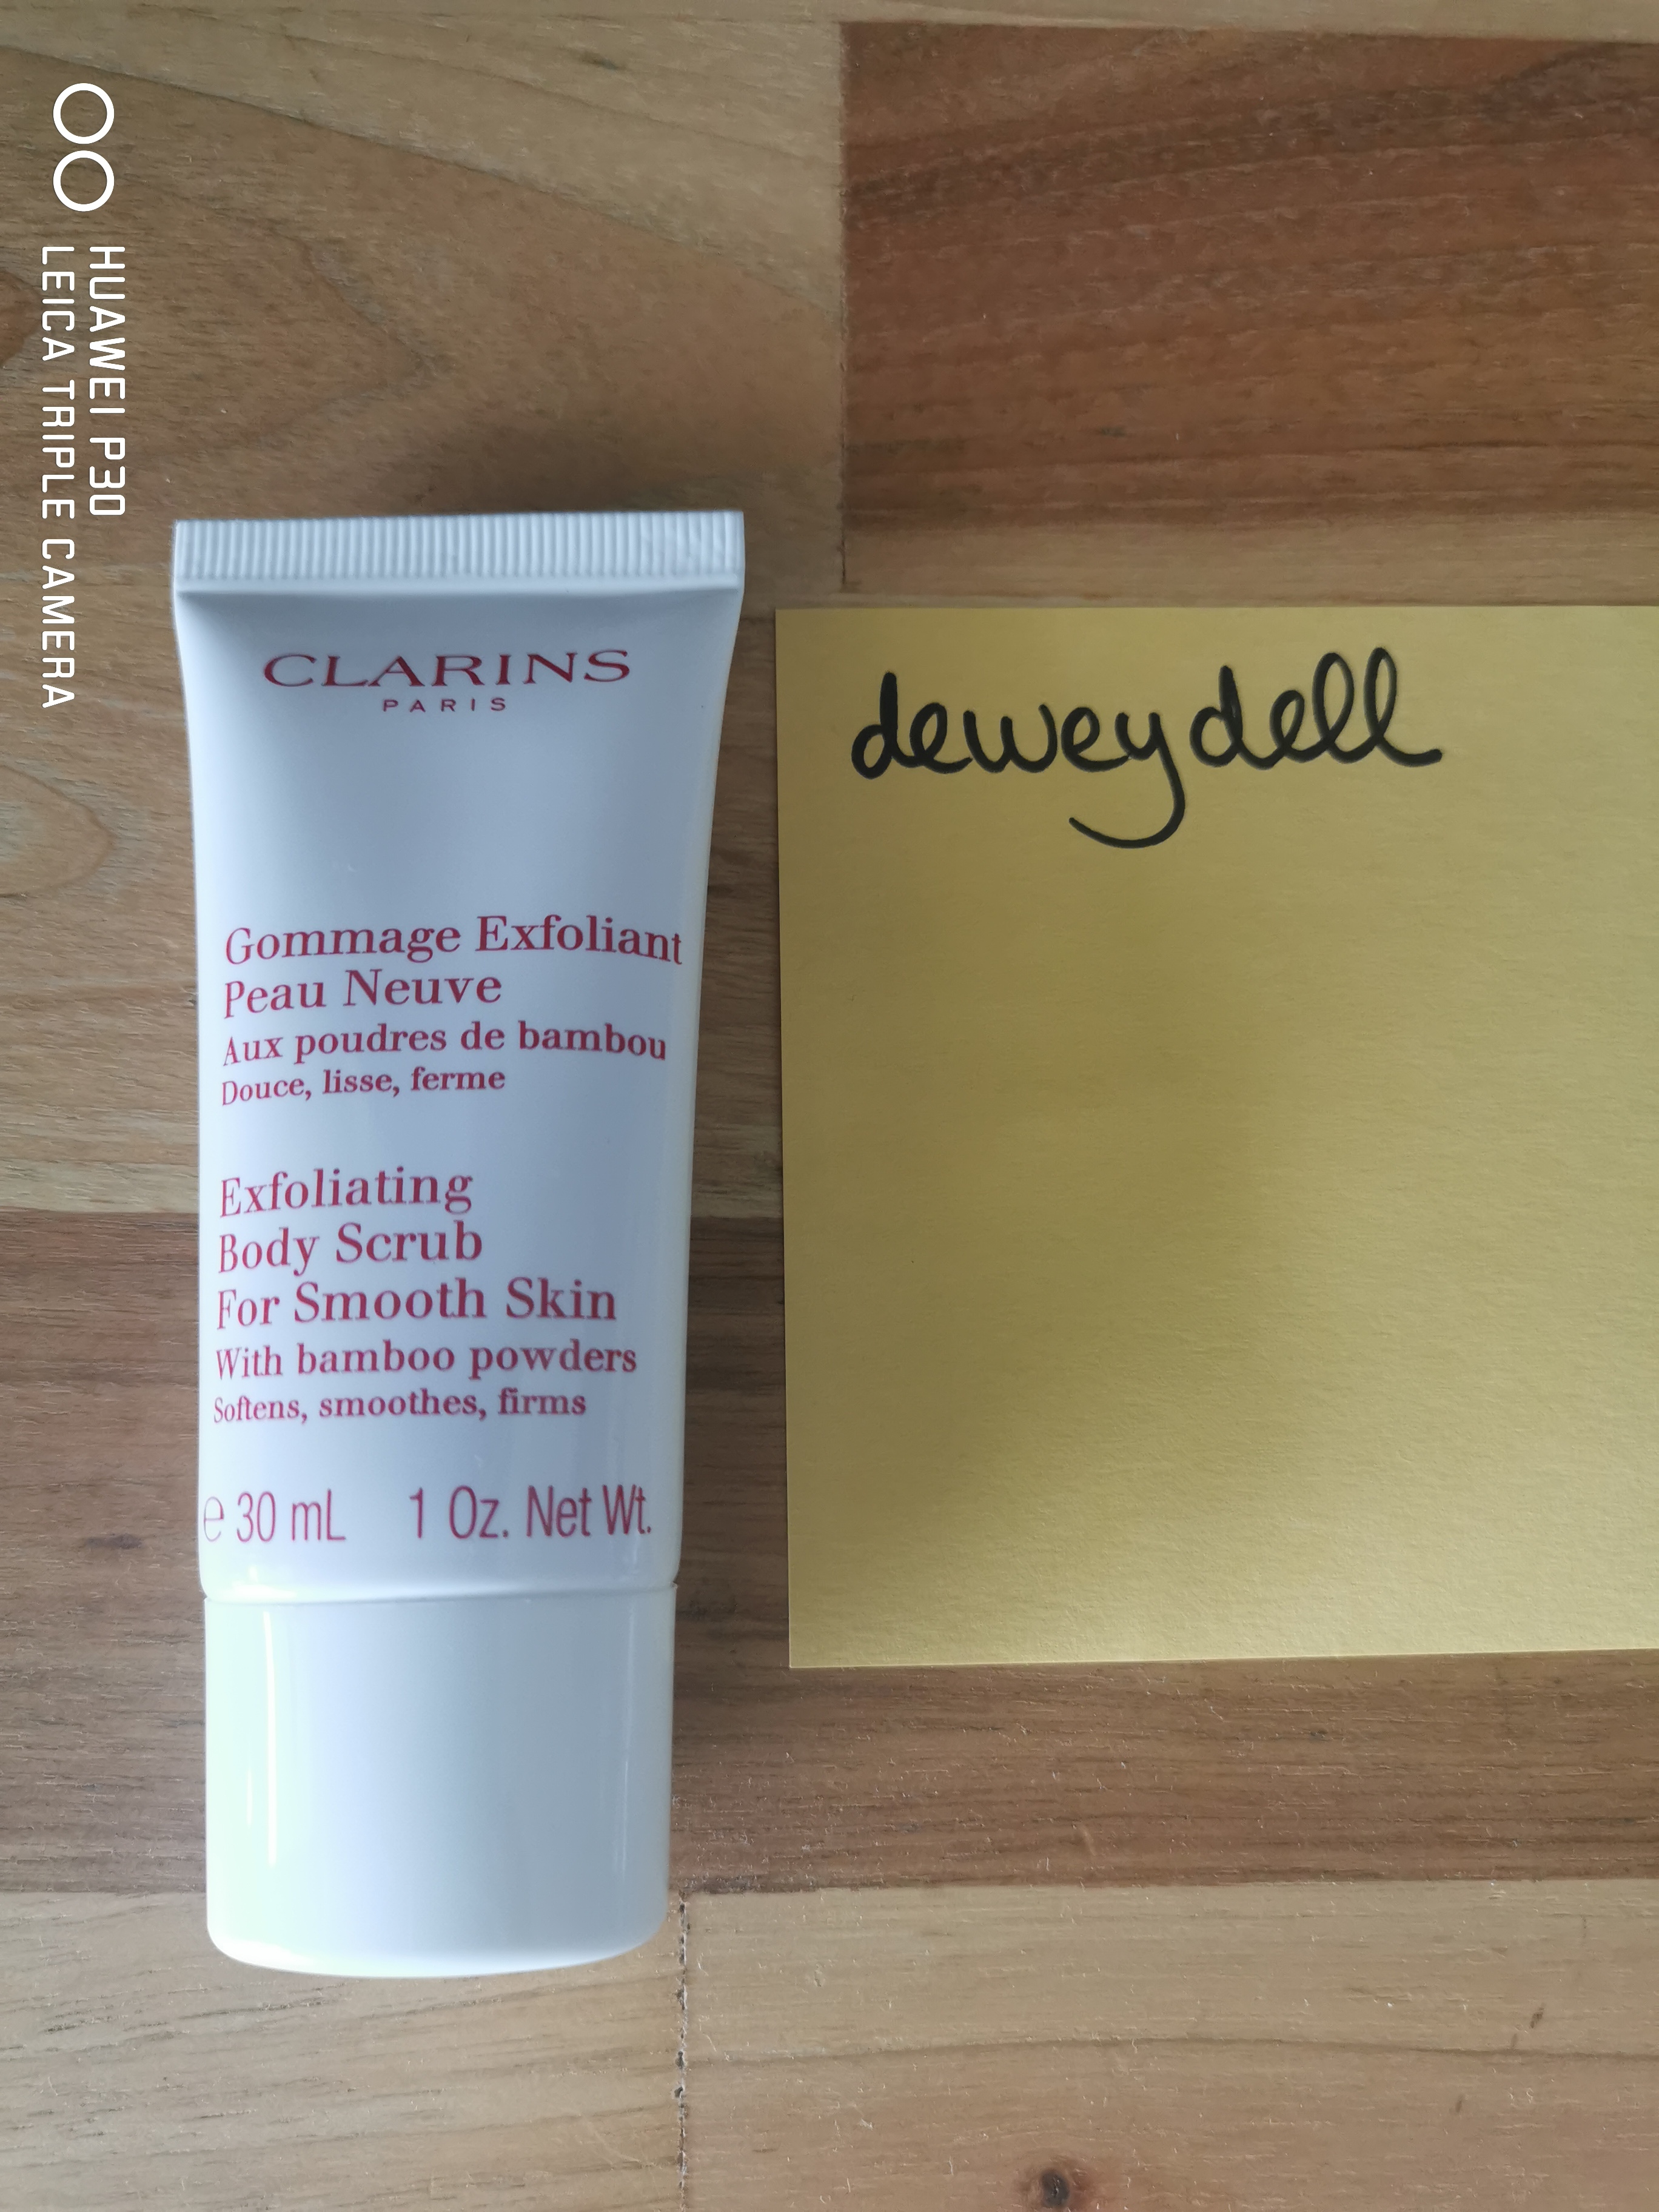 HUAWEI P30
LEICA TRIPLE CAMERA
CLARINS
PARIS
Gommage Exfoliant
Peau Neuve
Aux poudres de bambou
Douce, lisse, ferme
Exfoliating
Body Scrub
For Smooth Skin
With bamboo powders
Softens, smoothes, firms
e 30 mL 1 Oz. Net Wt.
deweydell